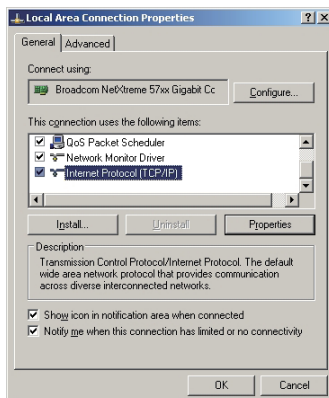 Local Area Connection Properties
General Advanced
Connect using:
Broadcom NetXtreme 57xx Gigabit Cc
Configure...
This connection uses the following items:
QoS Packet Scheduler
Network Monitor Driver
Internet Protocol (TCP/IP)
Install... Uninstall Properties
Description
Transmission Control Protocol/Internet Protocol. The default
wide area network protocol that provides communication
across diverse interconnected networks.
Show icon in notification area when connected
Notify me when this connection has limited or no connectivity
OK Cancel